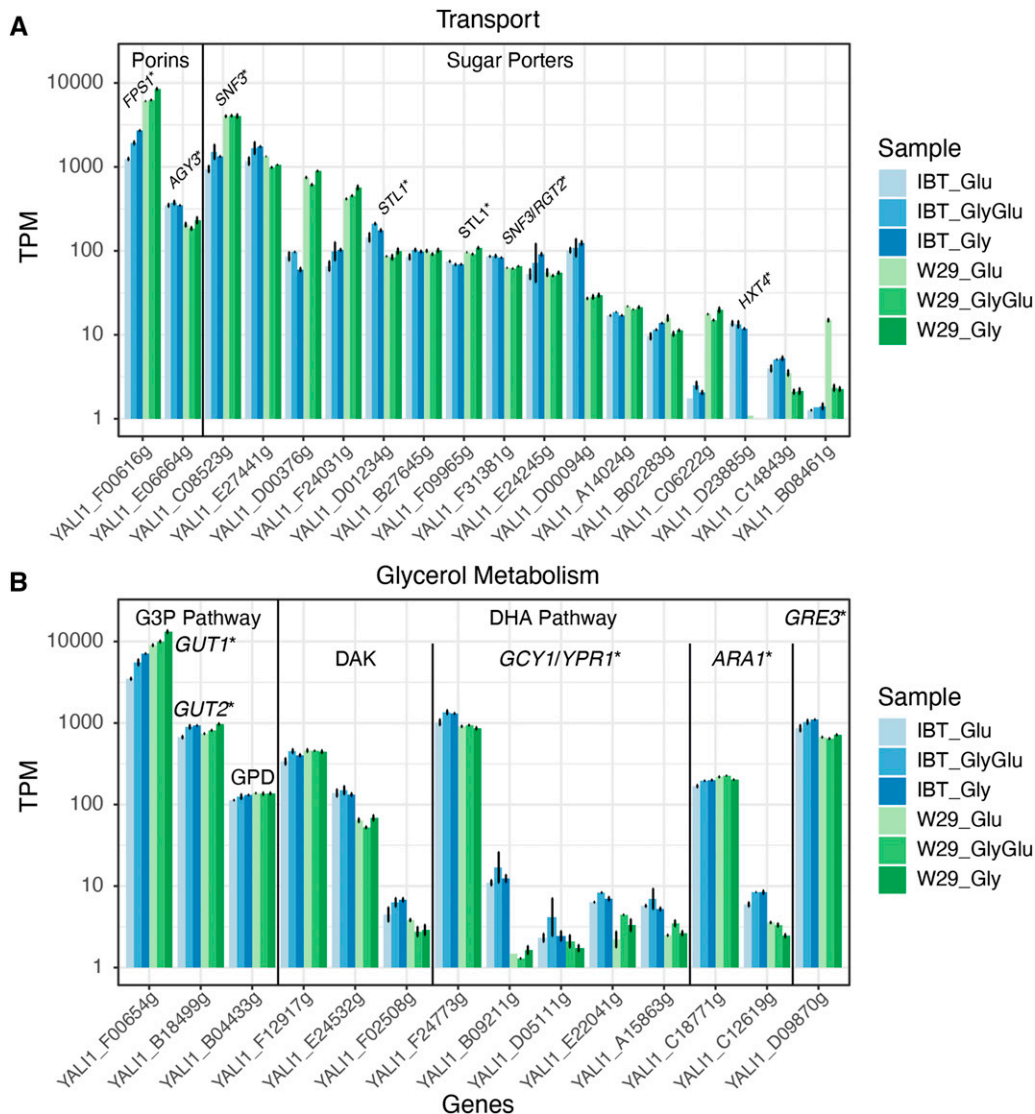 A
Transport
Porins
Sugar Porters
FPS1*
AGY3*
SNF3*
STL1*
STL1*
SNF3/RGT2*
HXT4*
TPM
10000
1000
100
10
1
YALI1_F00616g
YALI1_E06664g
YALI1_C08523g
YALI1_E27441g
YALI1_D00376g
YALI1_F24031g
YALI1_D01234g
YALI1_B27645g
YALI1_F09965g
YALI1_F31381g
YALI1_E24245g
YALI1_D00094g
YALI1_A14024g
YALI1_B02283g
YALI1_C06222g
YALI1_D23885g
YALI1_C14843g
YALI1_B08461g
Sample
IBT_Glu
IBT_GlyGlu
IBT_Gly
W29_Glu
W29_GlyGlu
W29_Gly
B
Glycerol Metabolism
G3P Pathway
DHA Pathway
GRE3*
GUT1*
DAK
GCY1/YPR1*
ARA1*
GUT2*
GPD
TPM
10000
1000
100
10
1
YALI1_F00654g
YALI1_B18499g
YALI1_B04433g
YALI1_F12917g
YALI1_E24532g
YALI1_F02508g
YALI1_F24773g
YALI1_B09211g
YALI1_D05111g
YALI1_E22041g
YALI1_A15863g
YALI1_C18771g
YALI1_C12619g
YALI1_D09870g
Genes
Sample
IBT_Glu
IBT_GlyGlu
IBT_Gly
W29_Glu
W29_GlyGlu
W29_Gly